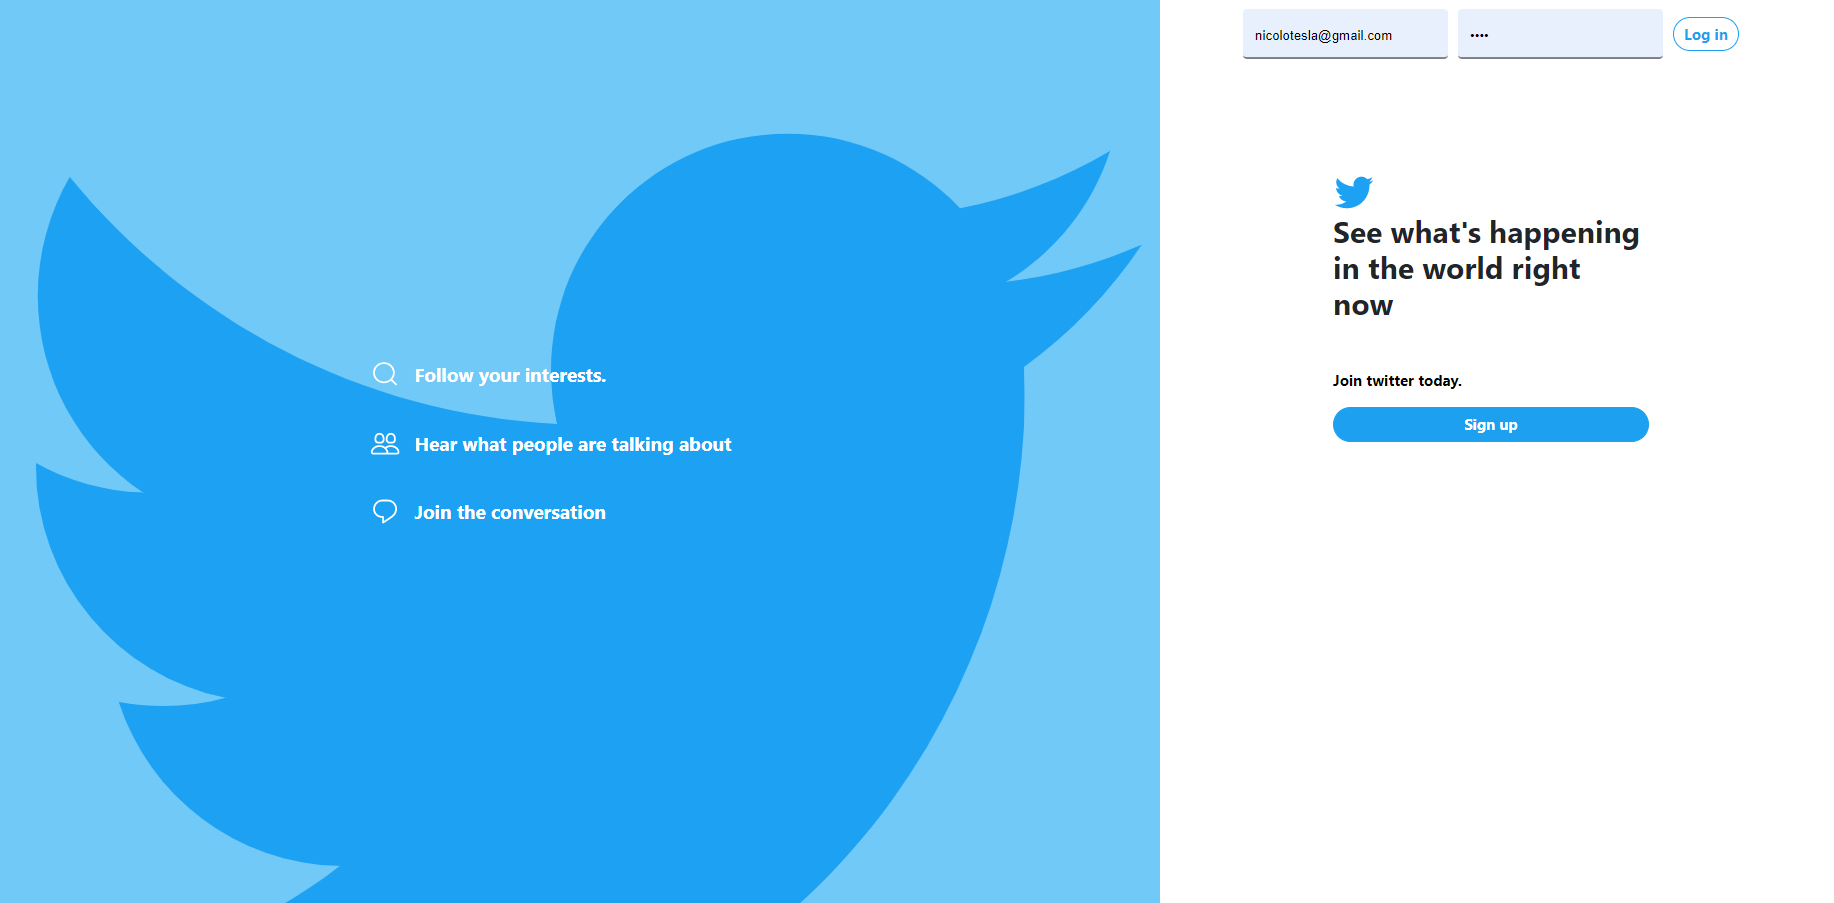 nicolotesla@gmail.com
••••
Log in
See what's happening
in the world right
now
Join twitter today.
Sign up
Follow your interests.
Hear what people are talking about
Join the conversation